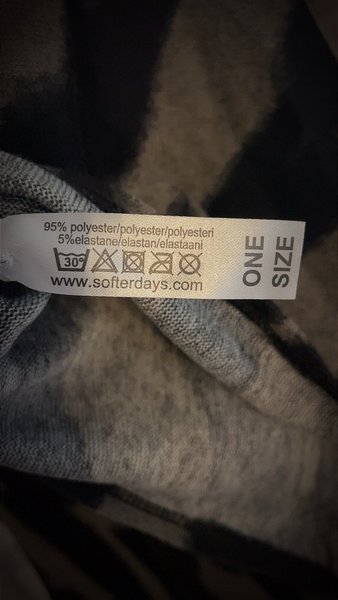 95% polyester/polyester/polyesteri
5%elastane/elastan/elastaani
30°
www.softerdays.com
ONE
SIZE